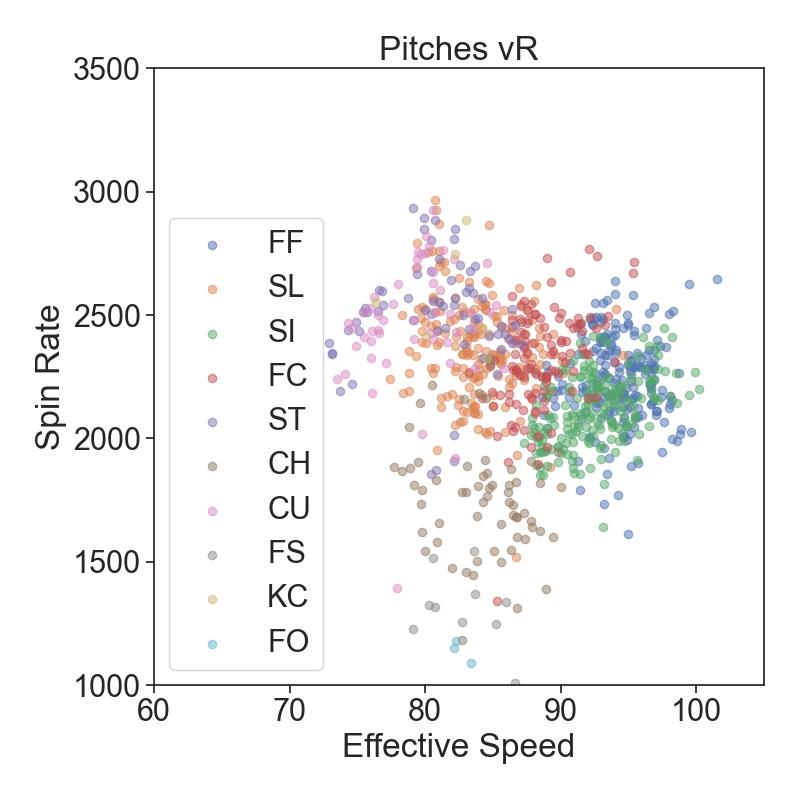 Pitches vR
3500
3000
2500
2000
1500
1000
Spin Rate
FF
SL
SI
FC
ST
CH
CU
FS
KC
FO
60 70 80 90 100
Effective Speed